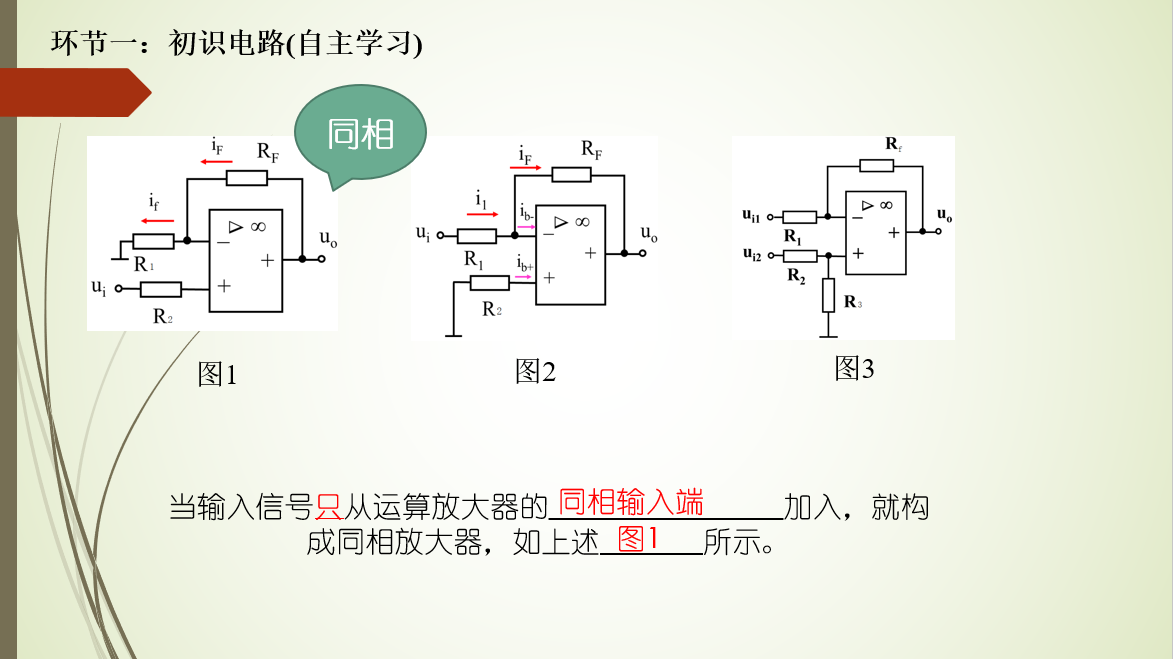 环节一：初识电路(自主学习)
同相
iF RF
if
R1
ui
R2
▷ ∞
−
+
+
uo
图1
iF RF
i1
ib-
ui
R1
ib+
R2
▷ ∞
−
+
+
uo
图2
Rf
ui1
R1
ui2
R2
R3
▷ ∞
−
+
+
uo
图3
当输入信号只从运算放大器的 同相输入端 加入，就构
成同相放大器，如上述 图1 所示。